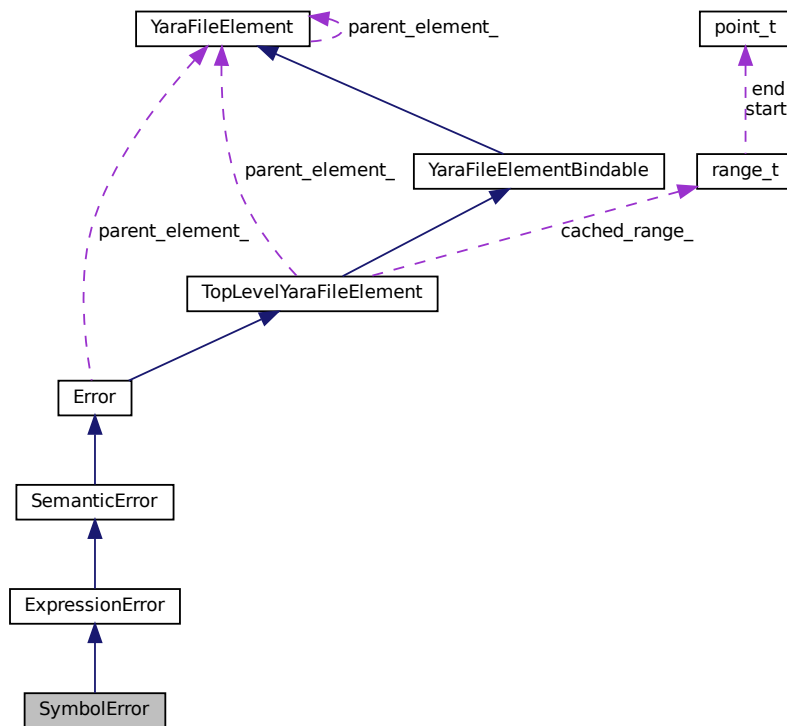 YaraFileElement
parent_element_
point_t
end
start
YaraFileElementBindable
range_t
parent_element_
parent_element_
cached_range_
TopLevelYaraFileElement
Error
SemanticError
ExpressionError
SymbolError